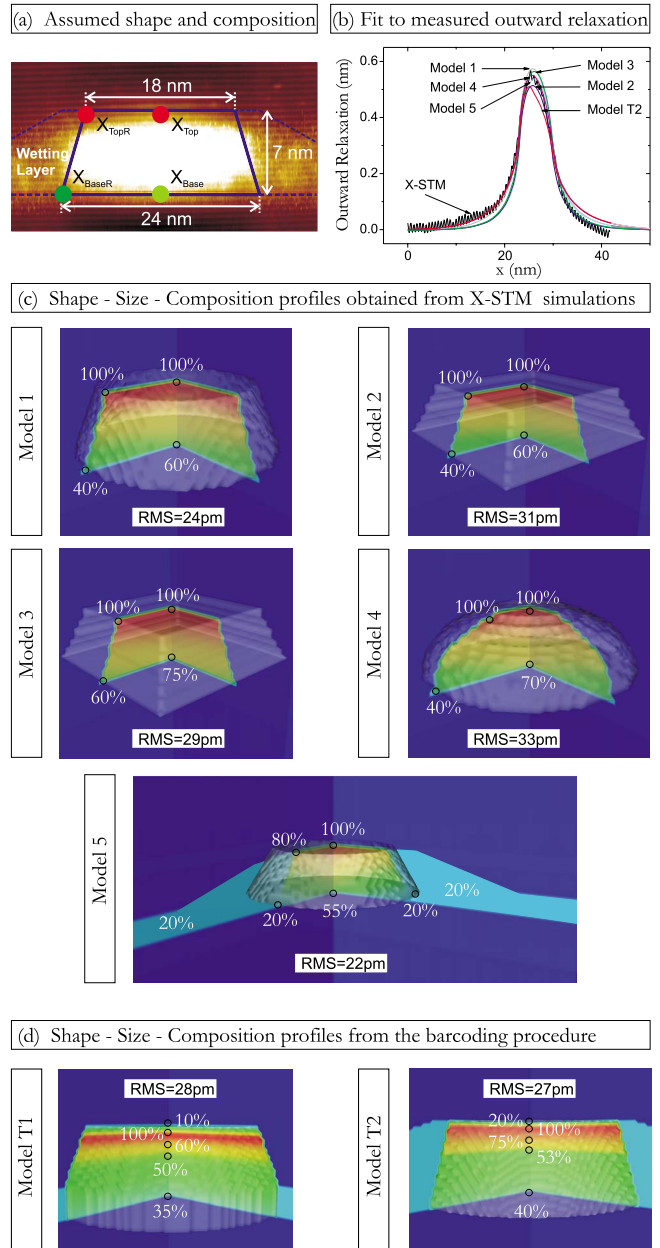 (a) Assumed shape and composition
18 nm
X_TopR X_Top
7 nm
Wetting
Layer
X_BaseR X_Base
24 nm
(b) Fit to measured outward relaxation
Outward Relaxation (nm)
0.6
0.4
0.2
0.0
Model 1
Model 4
Model 5
Model 3
Model 2
Model T2
X-STM
0 20 40
x (nm)
(c) Shape - Size - Composition profiles obtained from X-STM simulations
Model 1
100%
100%
60%
40%
RMS=24pm
Model 2
100%
100%
60%
40%
RMS=31pm
Model 3
100%
100%
75%
60%
RMS=29pm
Model 4
100%
100%
70%
40%
RMS=33pm
Model 5
100%
80%
20%
20%
20%
55%
20%
RMS=22pm
(d) Shape - Size - Composition profiles from the barcoding procedure
Model T1
RMS=28pm
10%
100%
60%
50%
35%
Model T2
RMS=27pm
20%
100%
75%
53%
40%